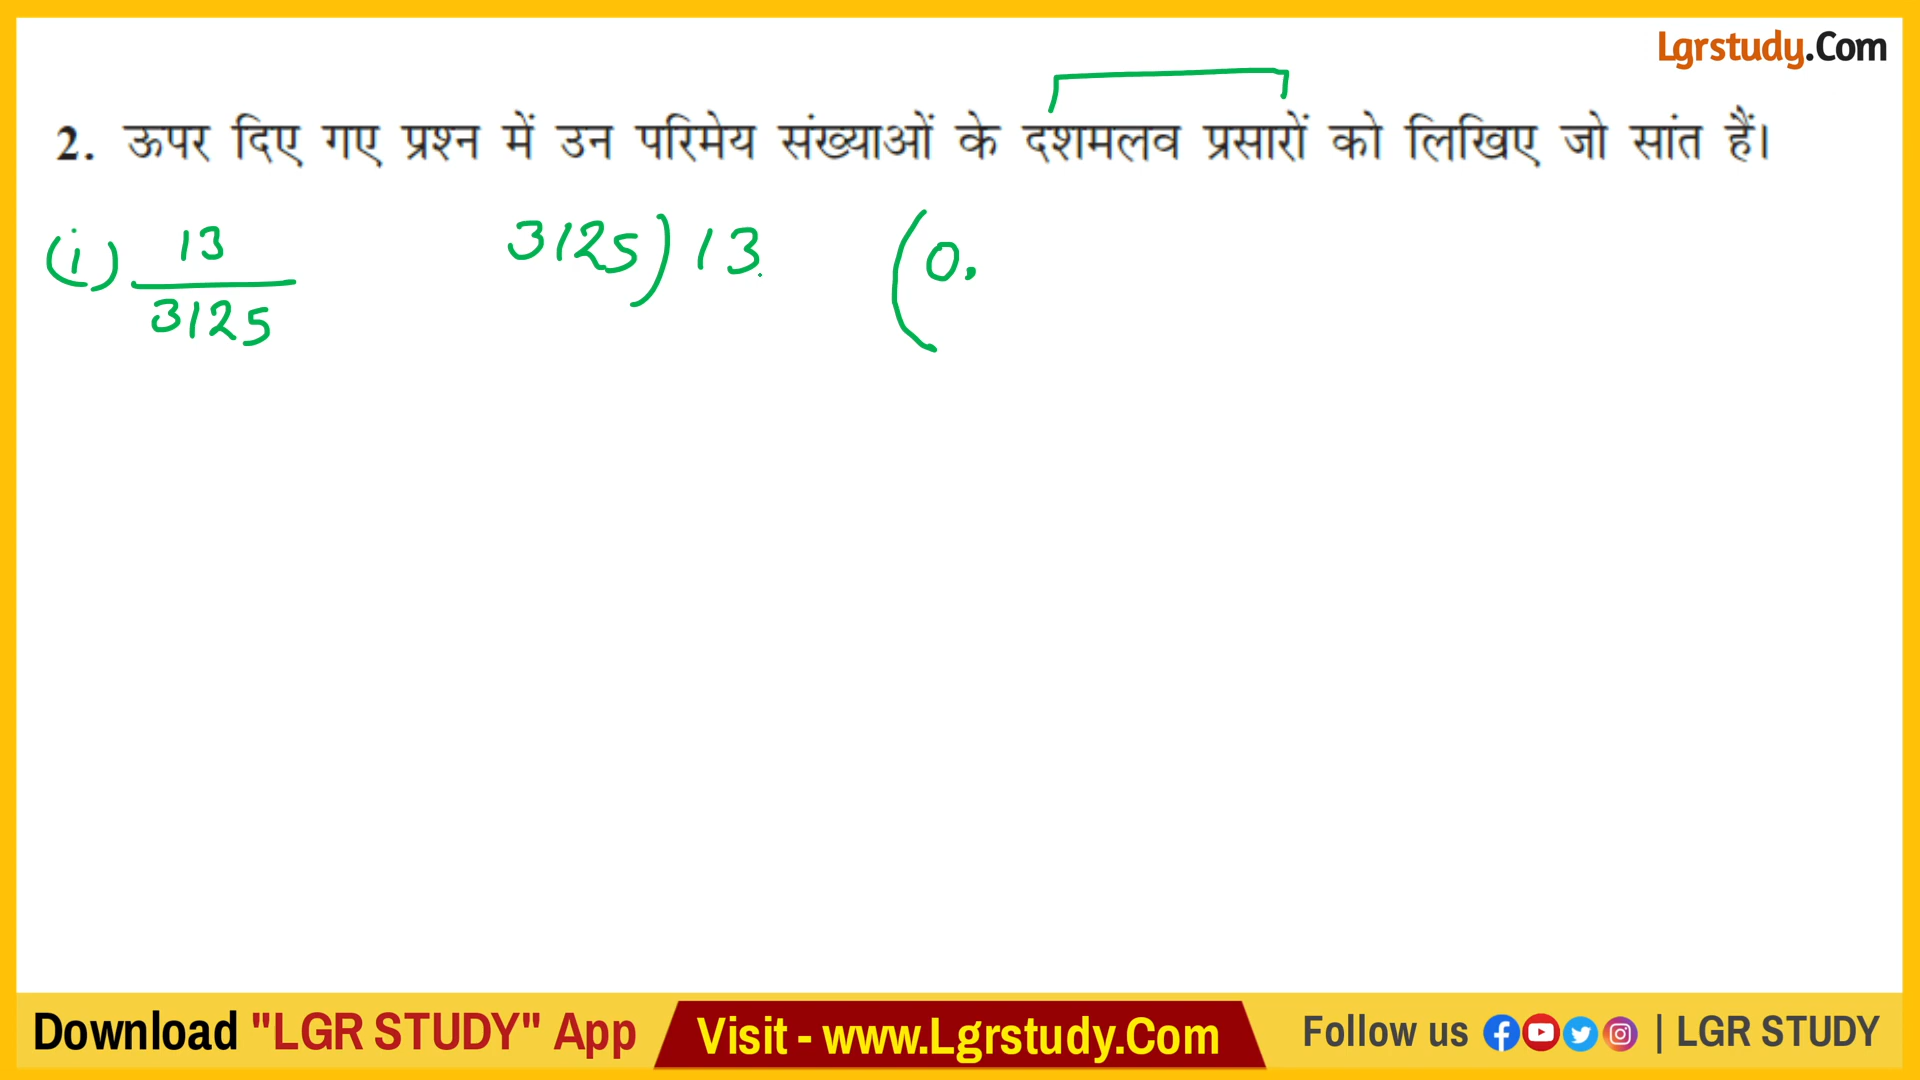 Lgrstudy.Com
2. ऊपर दिए गए प्रश्न में उन परिमेय संख्याओं के दशमलव प्रसारों को लिखिए जो सांत हैं।
(i) 13
3125
3125) 13 (0.
Download "LGR STUDY" App
Visit - www.Lgrstudy.Com
Follow us | LGR STUDY